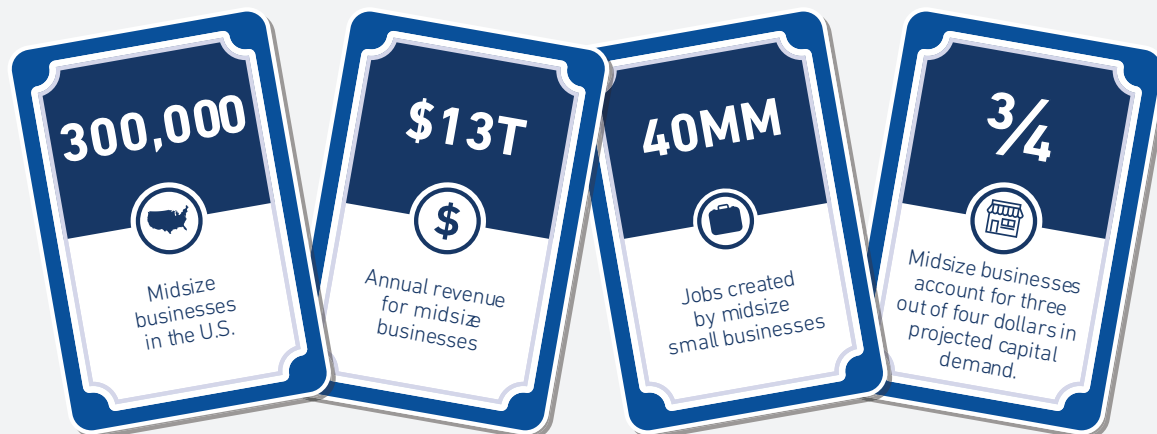 300,000
Midsize
businesses
in the U.S.
$13T
$
Annual revenue
for midsize
businesses
40MM
Jobs created
by midsize
small businesses
3/4
Midsize businesses
account for three
out of four dollars in
projected capital
demand.